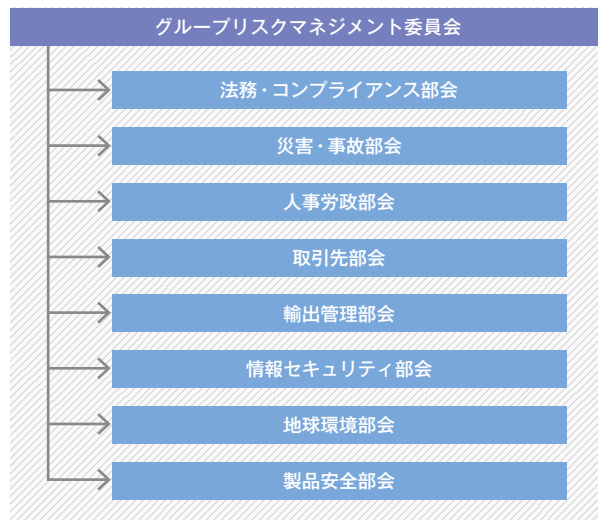 グループリスクマネジメント委員会
法務・コンプライアンス部会
災害・事故部会
人事労政部会
取引先部会
輸出管理部会
情報セキュリティ部会
地球環境部会
製品安全部会